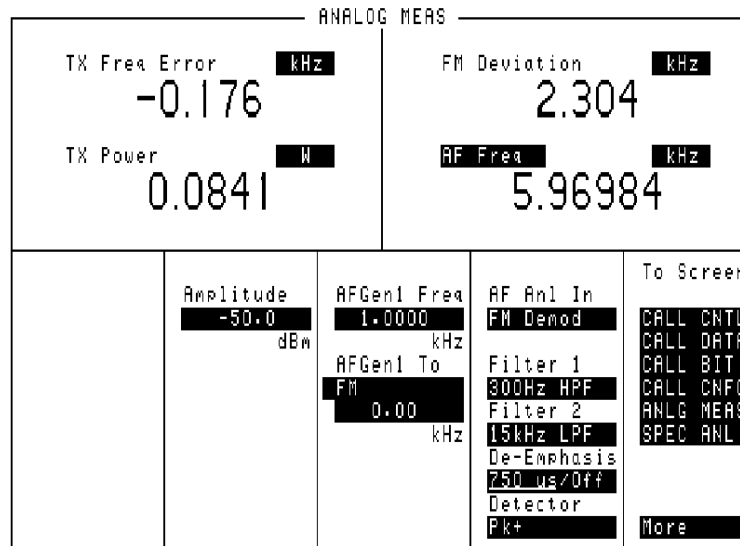 ANALOG MEAS
TX Freq Error kHz
-0.176
FM Deviation kHz
2.304
TX Power W
0.0841
AF Freq kHz
5.96984
Amplitude
-50.0
dBm
AFGen1 Freq
1.0000
kHz
AFGen1 To
FM
0.00
kHz
AF Anl In
FM Demod
Filter 1
300Hz HPF
Filter 2
15kHz LPF
De-Emphasis
750 us/Off
Detector
Pk+
To Screen
CALL CNTL
CALL DATA
CALL BIT
CALL CNFG
ANLG MEAS
SPEC ANL
More